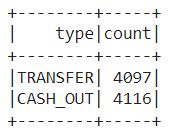 +--------+-----+
|    type|count|
+--------+-----+
|TRANSFER| 4097|
|CASH_OUT| 4116|
+--------+-----+